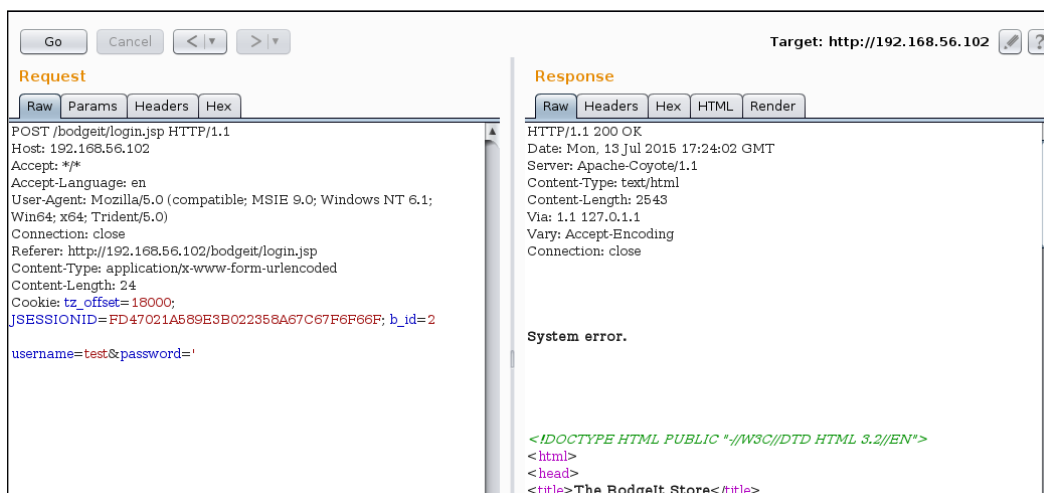 Go Cancel < > Target: http://192.168.56.102 ?
Request
Raw Params Headers Hex
POST /bodgeit/login.jsp HTTP/1.1
Host: 192.168.56.102
Accept: */*
Accept-Language: en
User-Agent: Mozilla/5.0 (compatible; MSIE 9.0; Windows NT 6.1;
Win64; x64; Trident/5.0)
Connection: close
Referer: http://192.168.56.102/bodgeit/login.jsp
Content-Type: application/x-www-form-urlencoded
Content-Length: 24
Cookie: tz_offset=18000;
JSESSIONID=FD47021A589E3B022358A67C67F6F66F; b_id=2
username=test&password='
Response
Raw Headers Hex HTML Render
HTTP/1.1 200 OK
Date: Mon, 13 Jul 2015 17:24:02 GMT
Server: Apache-Coyote/1.1
Content-Type: text/html
Content-Length: 2543
Via: 1.1 127.0.1.1
Vary: Accept-Encoding
Connection: close
System error.
<!DOCTYPE HTML PUBLIC "-//W3C//DTD HTML 3.2//EN">
<html>
<head>
<title>The BodgeIt Store</title>